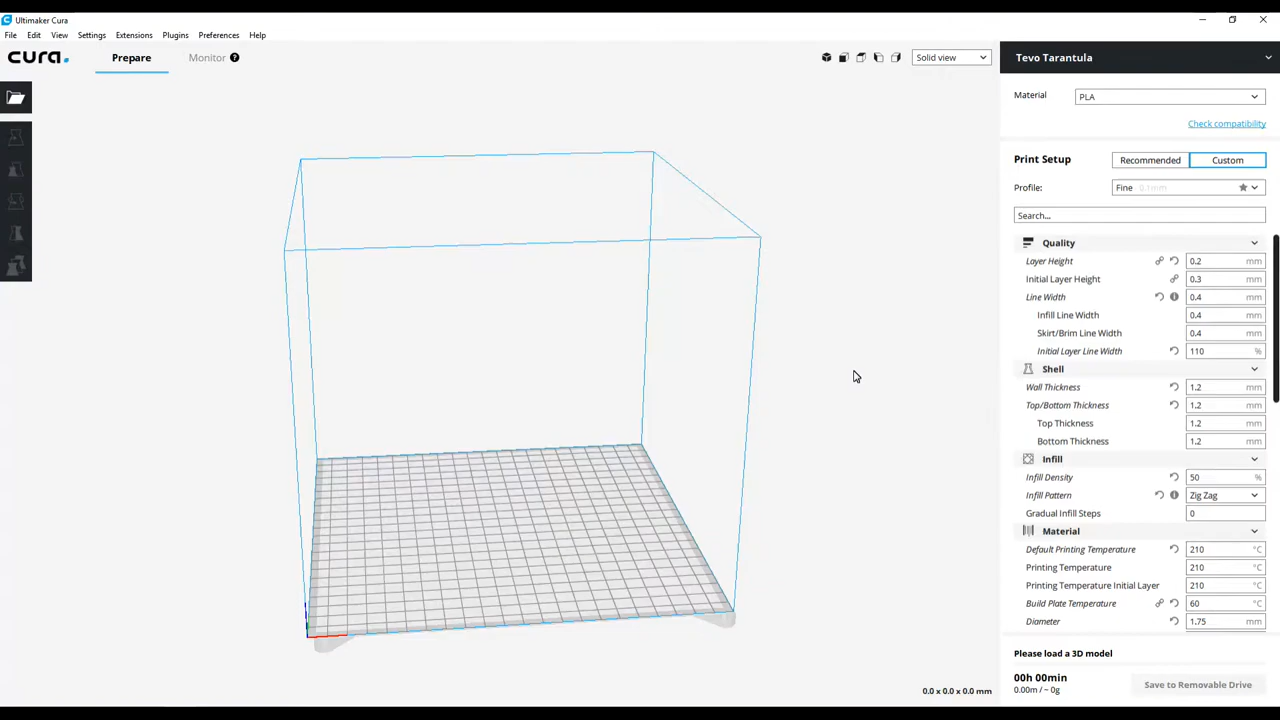 Ultimaker Cura
File Edit View Settings Extensions Plugins Preferences Help
cura.
Prepare
Monitor ?
Solid view
Tevo Tarantula
Material PLA
Check compatibility
Print Setup Recommended Custom
Profile: Fine 0.1mm
Search...
Quality
Layer Height 0.2 mm
Initial Layer Height 0.3 mm
Line Width 0.4 mm
Infill Line Width 0.4 mm
Skirt/Brim Line Width 0.4 mm
Initial Layer Line Width 110 %
Shell
Wall Thickness 1.2 mm
Top/Bottom Thickness 1.2 mm
Top Thickness 1.2 mm
Bottom Thickness 1.2 mm
Infill
Infill Density 50 %
Infill Pattern Zig Zag
Gradual Infill Steps 0
Material
Default Printing Temperature 210 °C
Printing Temperature 210 °C
Printing Temperature Initial Layer 210 °C
Build Plate Temperature 60 °C
Diameter 1.75 mm
Please load a 3D model
00h 00min
0.00m / ~ 0g
Save to Removable Drive
0.0 x 0.0 x 0.0 mm